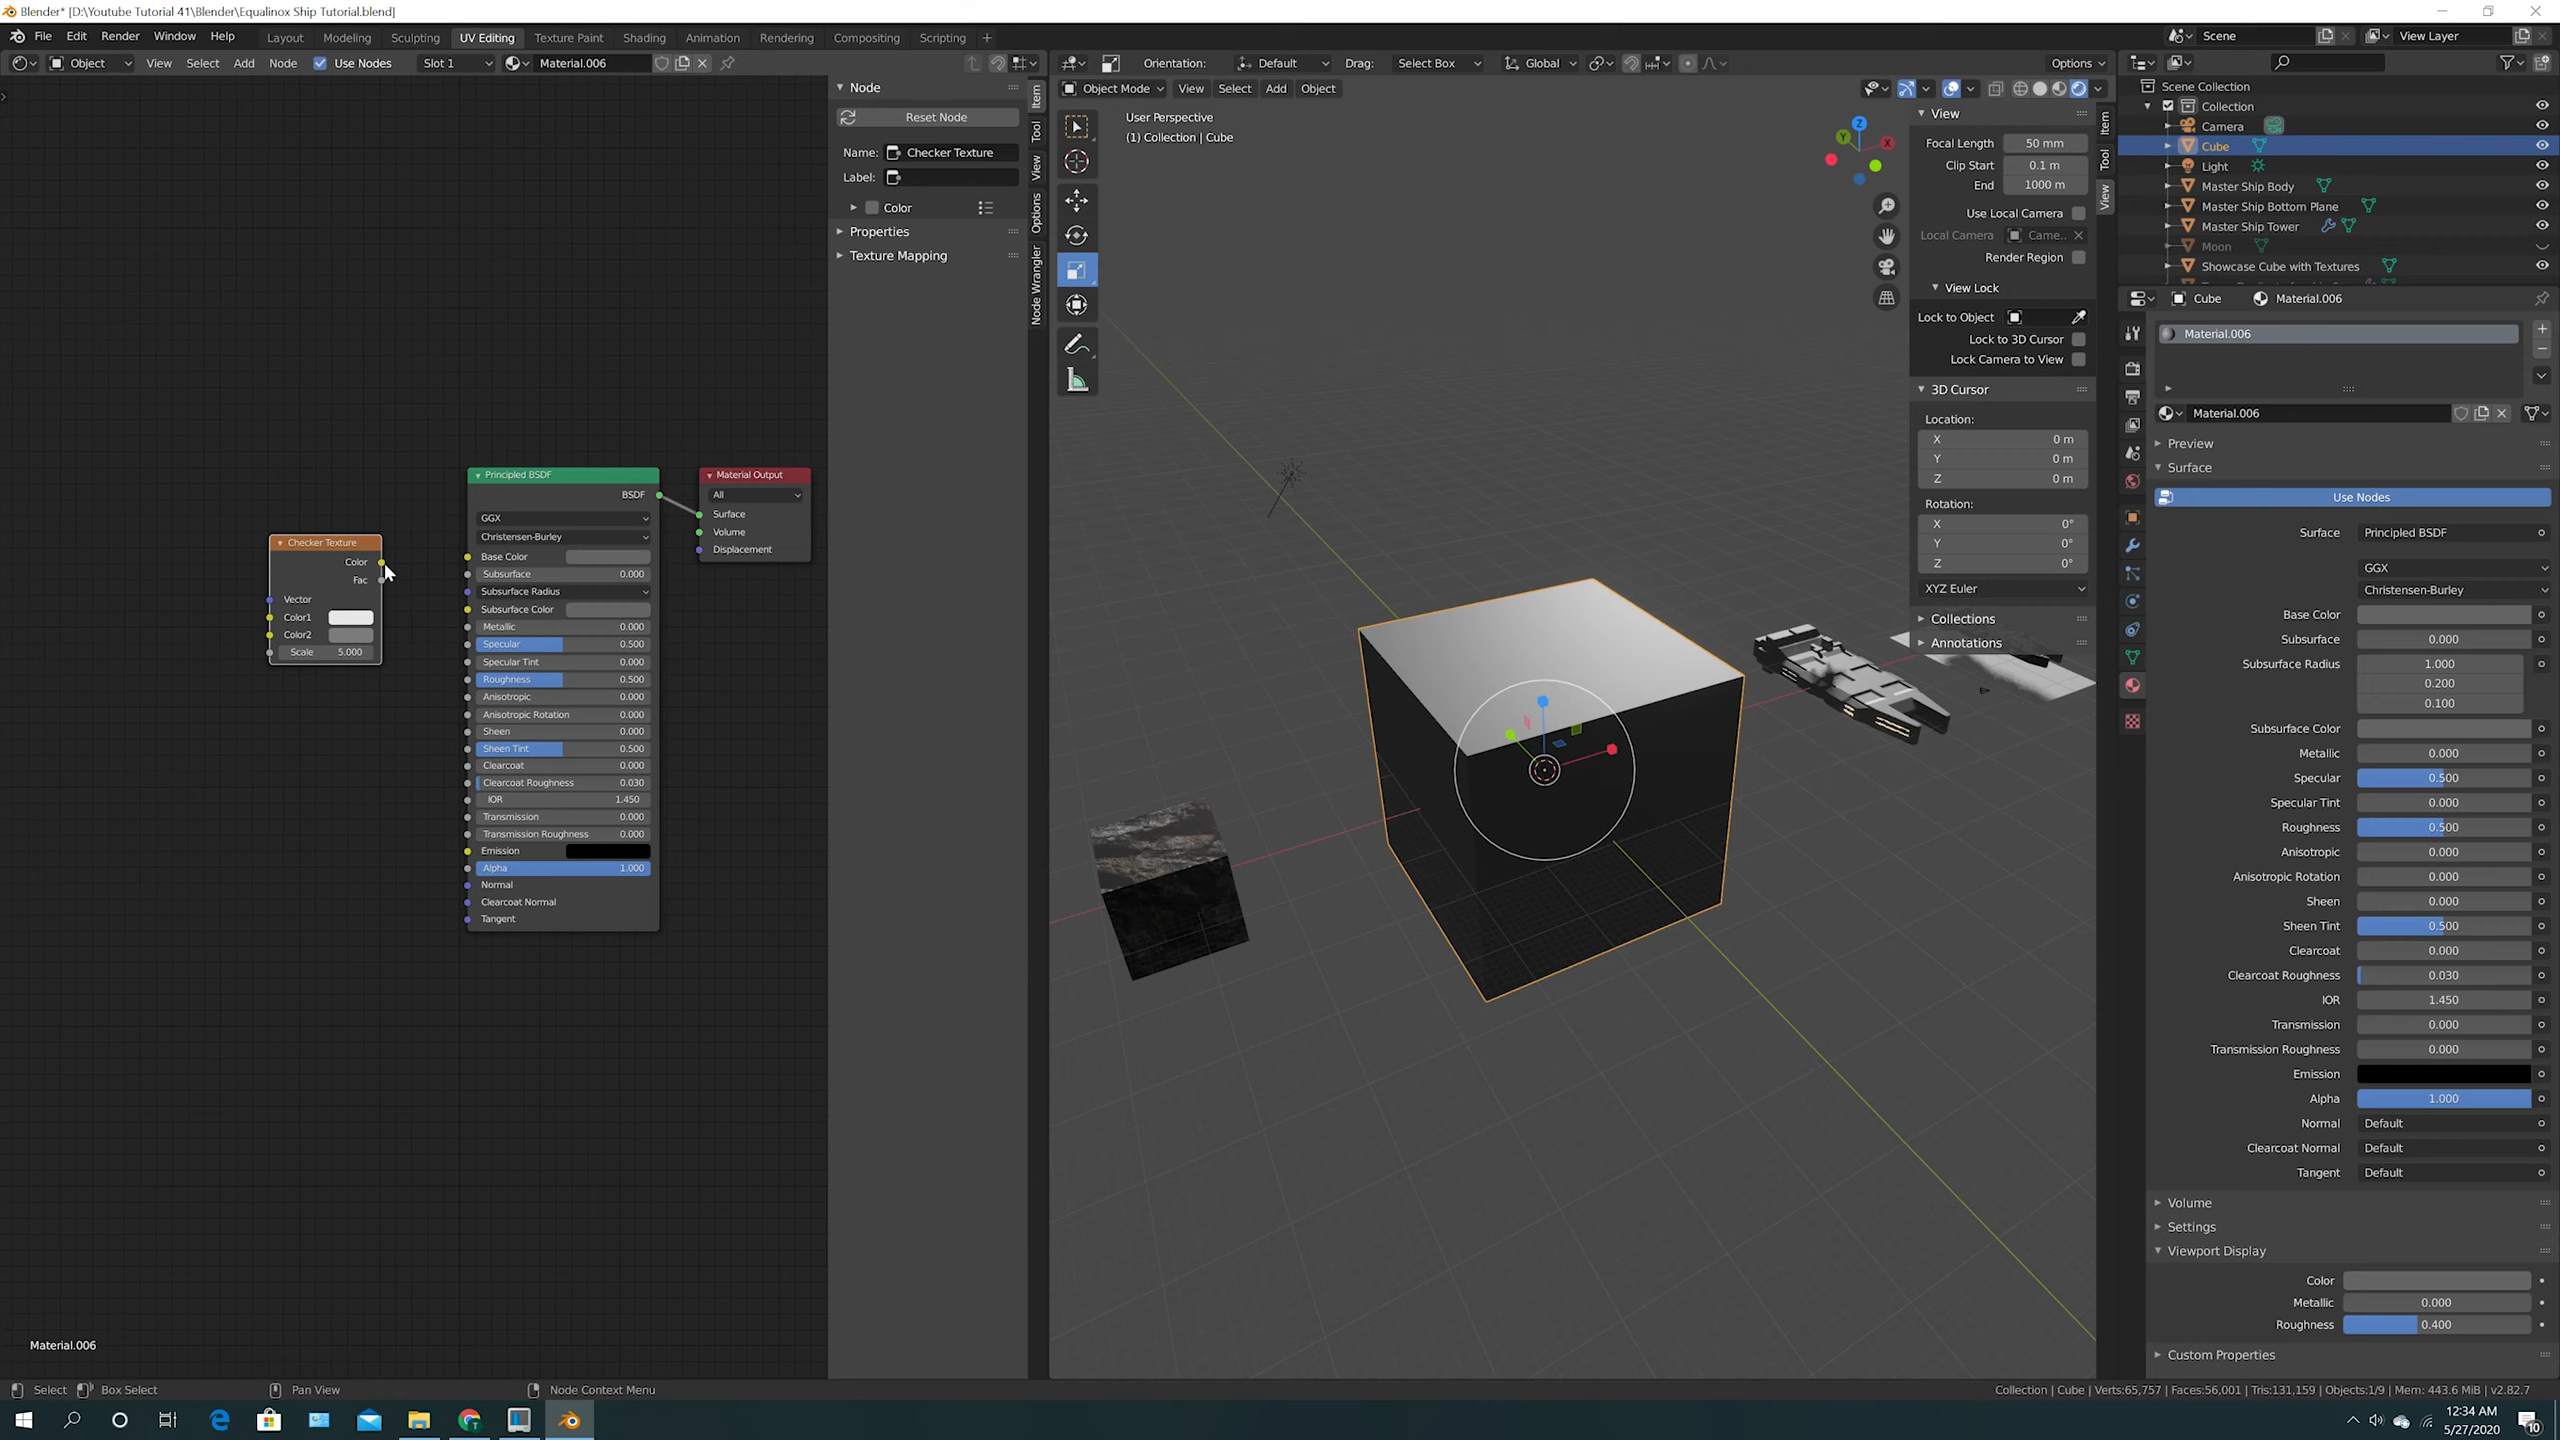 Blender* [D:\Youtube Tutorial 41\Blender\Equalinox Ship Tutorial.blend]
File Edit Render Window Help Layout Modeling Sculpting UV Editing Texture Paint Shading Animation Rendering Compositing Scripting + Scene View Layer
Object View Select Add Node Use Nodes Slot 1 Material.006 Orientation: Default Drag: Select Box Global Options
Object Mode View Select Add Object
User Perspective
(1) Collection | Cube
Node
Reset Node
Name: Checker Texture
Label:
Color
Properties
Texture Mapping
Item
Tool
View
Options
Node Wrangler
Checker Texture
Color
Fac
Vector
Color1
Color2
Scale 5.000
Principled BSDF
BSDF
GGX
Christensen-Burley
Base Color
Subsurface 0.000
Subsurface Radius
Subsurface Color
Metallic 0.000
Specular 0.500
Specular Tint 0.000
Roughness 0.500
Anisotropic 0.000
Anisotropic Rotation 0.000
Sheen 0.000
Sheen Tint 0.500
Clearcoat 0.000
Clearcoat Roughness 0.030
IOR 1.450
Transmission 0.000
Transmission Roughness 0.000
Emission
Alpha 1.000
Normal
Clearcoat Normal
Tangent
Material Output
All
Surface
Volume
Displacement
Material.006
X
Y
Z
View
Focal Length 50 mm
Clip Start 0.1 m
End 1000 m
Use Local Camera
Local Camera Came..
Render Region
View Lock
Lock to Object
Lock to 3D Cursor
Lock Camera to View
3D Cursor
Location:
X 0 m
Y 0 m
Z 0 m
Rotation:
X 0°
Y 0°
Z 0°
XYZ Euler
Collections
Annotations
Item
Tool
View
Scene Collection
Collection
Camera
Cube
Light
Master Ship Body
Master Ship Bottom Plane
Master Ship Tower
Moon
Showcase Cube with Textures
Cube Material.006
Material.006
Material.006
Preview
Surface
Use Nodes
Surface Principled BSDF
GGX
Christensen-Burley
Base Color
Subsurface 0.000
Subsurface Radius 1.000
0.200
0.100
Subsurface Color
Metallic 0.000
Specular 0.500
Specular Tint 0.000
Roughness 0.500
Anisotropic 0.000
Anisotropic Rotation 0.000
Sheen 0.000
Sheen Tint 0.500
Clearcoat 0.000
Clearcoat Roughness 0.030
IOR 1.450
Transmission 0.000
Transmission Roughness 0.000
Emission
Alpha 1.000
Normal Default
Clearcoat Normal Default
Tangent Default
Volume
Settings
Viewport Display
Color
Metallic 0.000
Roughness 0.400
Custom Properties
Select Box Select Pan View Node Context Menu Collection | Cube | Verts:65,757 | Faces:56,001 | Tris:131,159 | Objects:1/9 | Mem: 443.6 MiB | v2.82.7
12:34 AM
5/27/2020
10